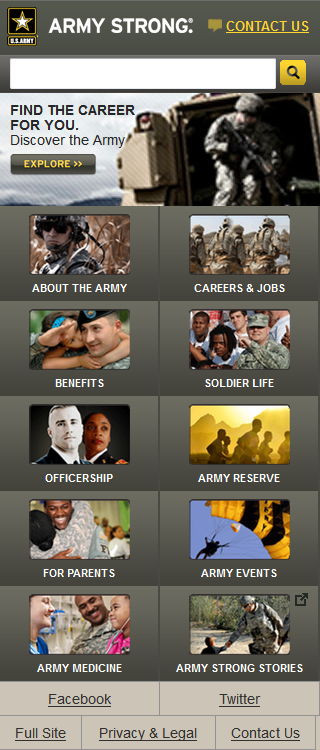 U.S.ARMY
ARMY STRONG.®
CONTACT US
FIND THE CAREER
FOR YOU.
Discover the Army
EXPLORE >>
ABOUT THE ARMY
CAREERS & JOBS
BENEFITS
SOLDIER LIFE
OFFICERSHIP
ARMY RESERVE
FOR PARENTS
ARMY EVENTS
ARMY MEDICINE
ARMY STRONG STORIES
Facebook
Twitter
Full Site
Privacy & Legal
Contact Us